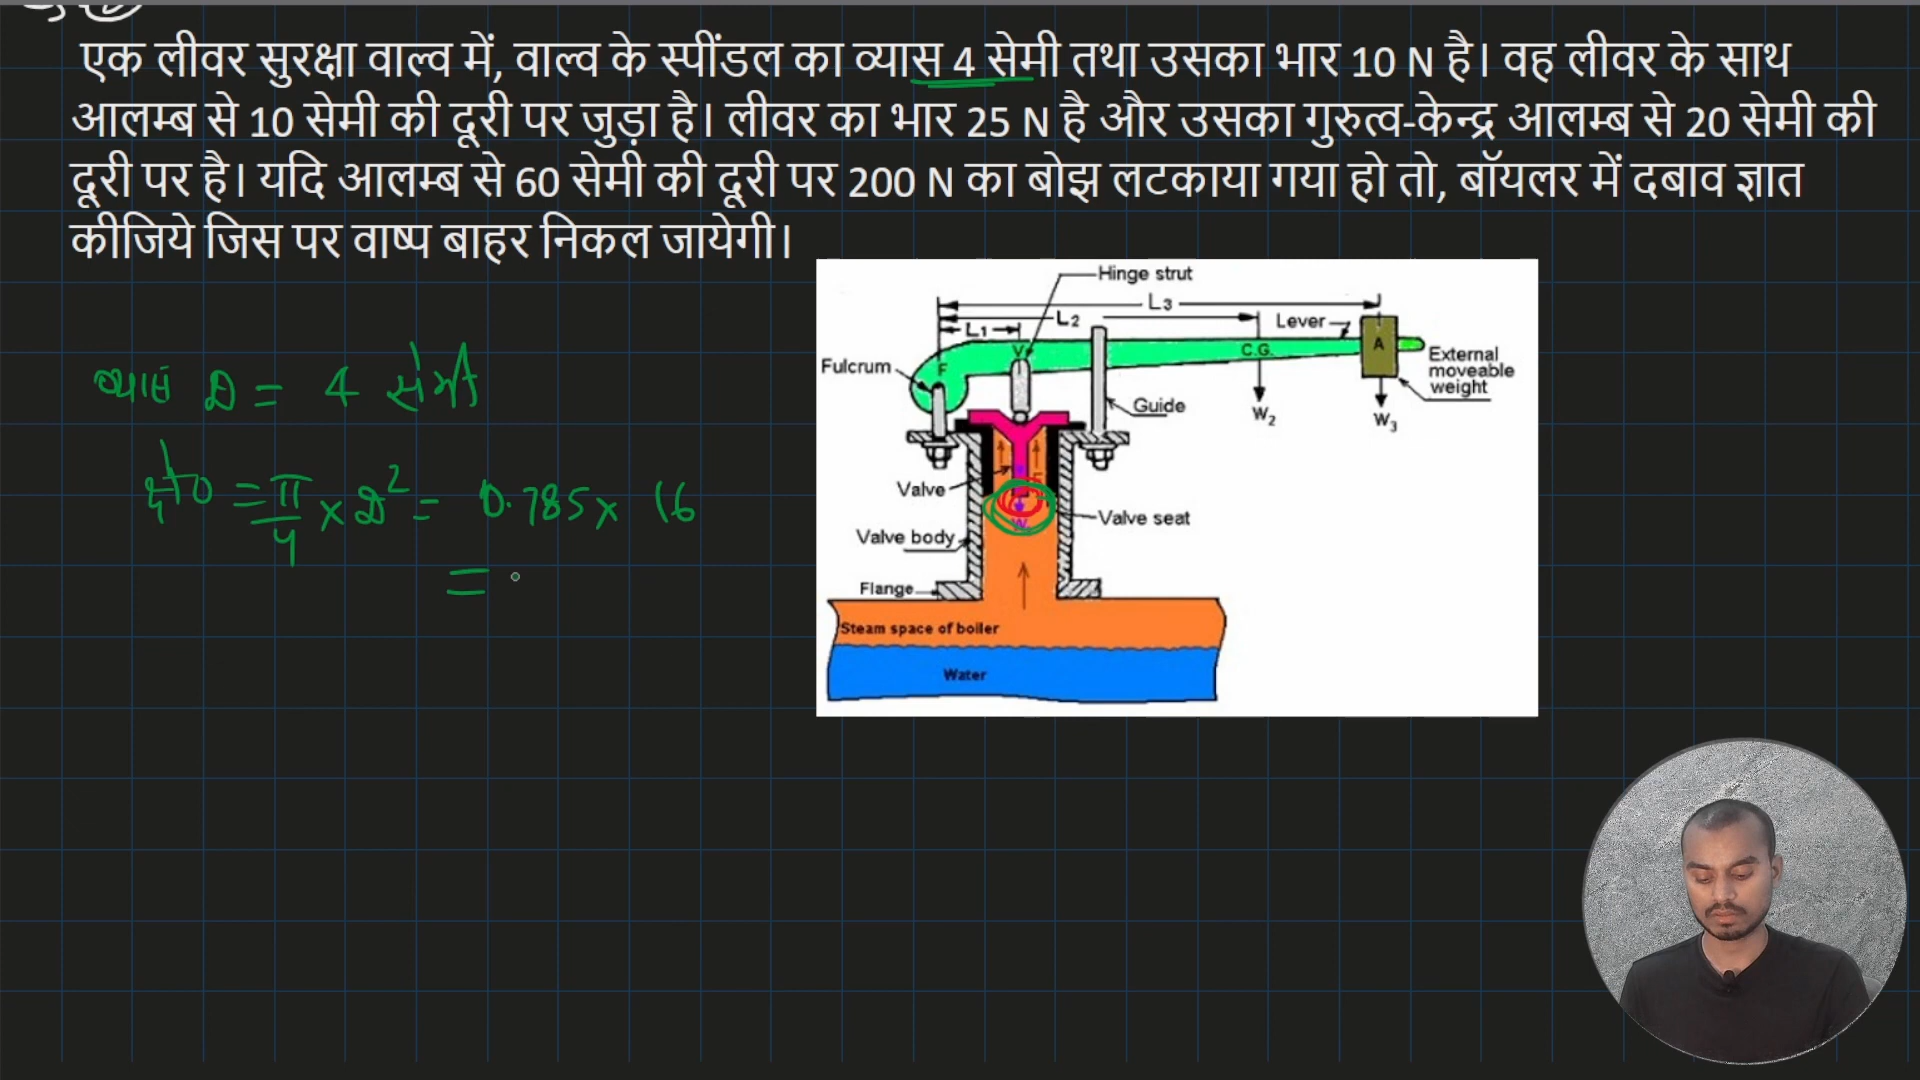 एक लीवर सुरक्षा वाल्व में, वाल्व के स्पींडल का व्यास 4 सेमी तथा उसका भार 10 N है। वह लीवर के साथ
आलम्ब से 10 सेमी की दूरी पर जुड़ा है। लीवर का भार 25 N है और उसका गुरुत्व-केन्द्र आलम्ब से 20 सेमी की
दूरी पर है। यदि आलम्ब से 60 सेमी की दूरी पर 200 N का बोझ लटकाया गया हो तो, बॉयलर में दबाव ज्ञात
कीजिये जिस पर वाष्प बाहर निकल जायेगी।
Hinge strut
L3
L2
L1
Lever
Fulcrum
F
V
C.G.
A
External
moveable
weight
Guide
W2
W3
Valve
Valve seat
Valve body
Flange
Steam space of boiler
Water
व्यास D = 4 सेमी
= π/4 × D² = 0.785 × 16
=